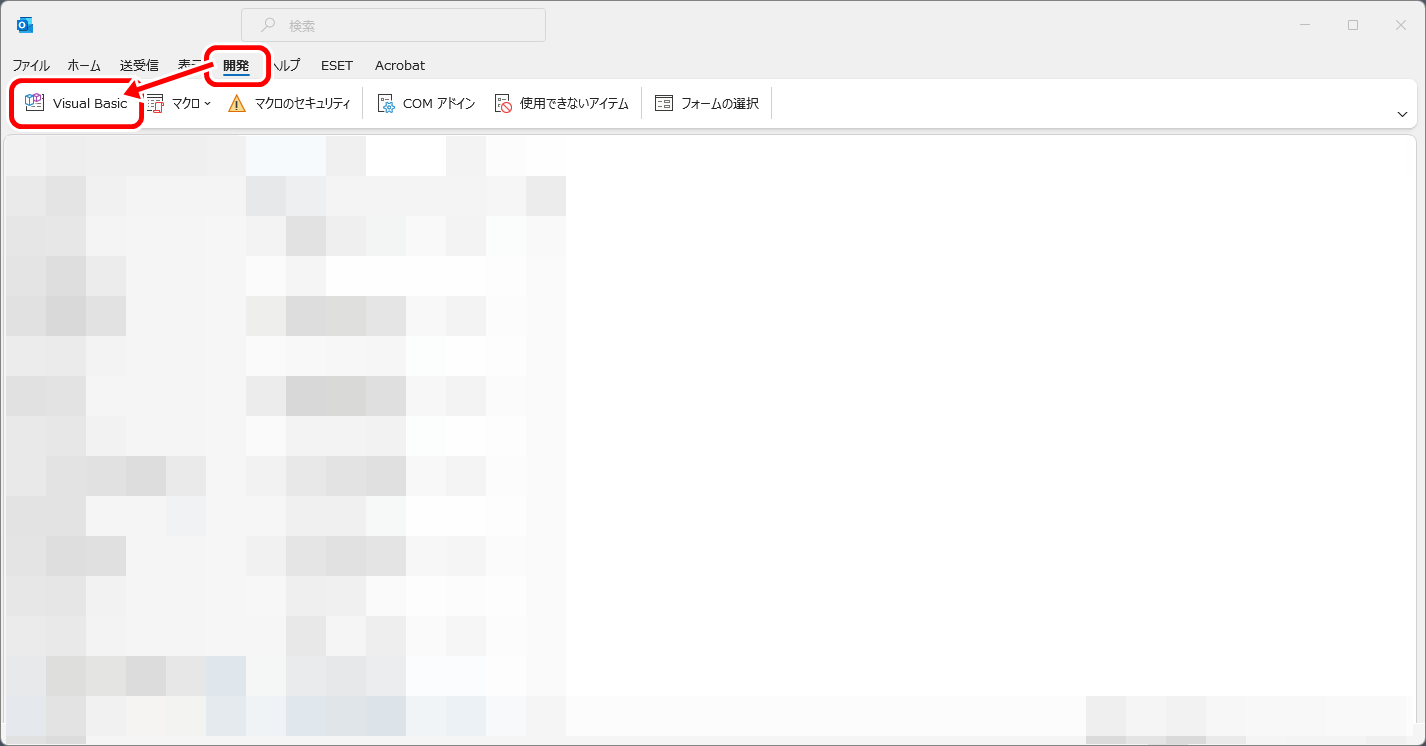 検索
ファイル ホーム 送受信 表示 開発 ヘルプ ESET Acrobat
Visual Basic マクロ マクロのセキュリティ COM アドイン 使用できないアイテム フォームの選択